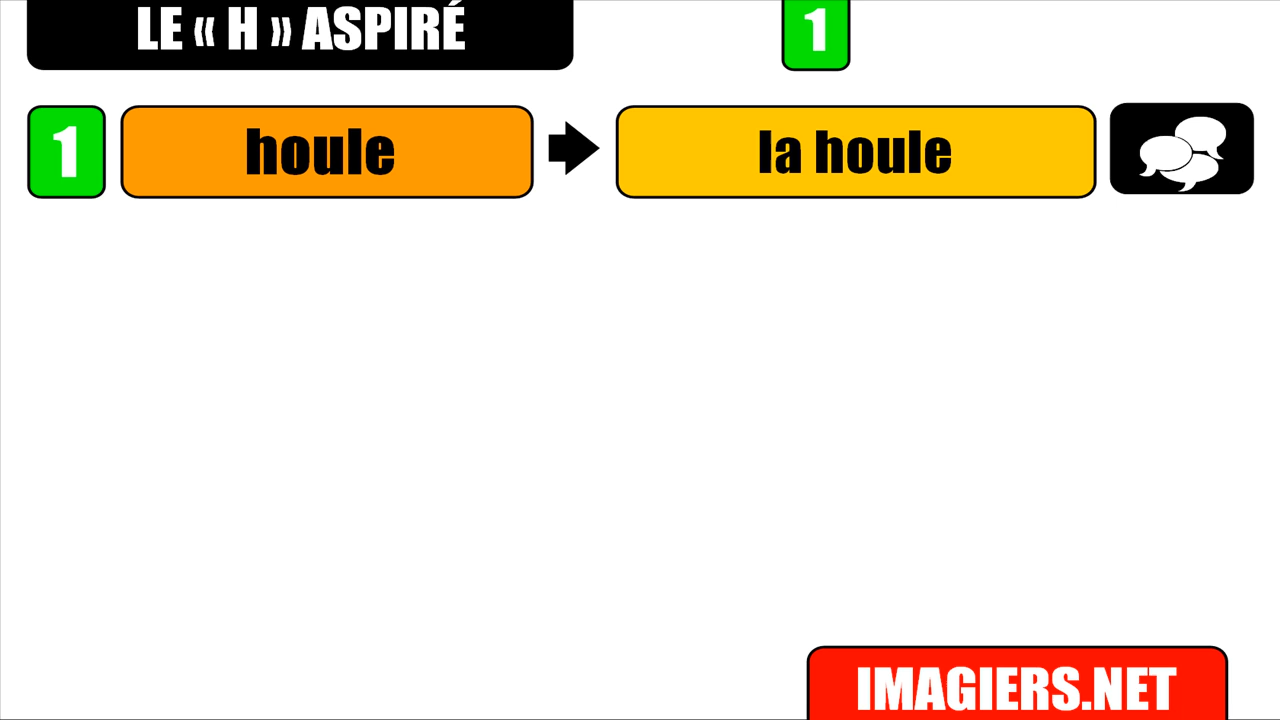 LE « H » ASPIRÉ
1
1
houle
la houle
IMAGIERS.NET